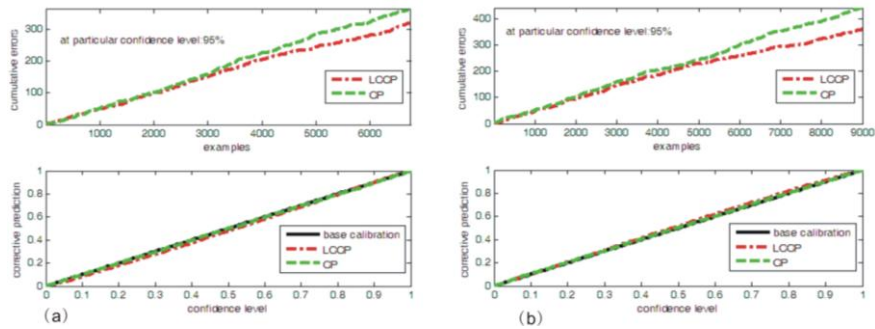 cumulative errors
300
200
100
0
at particular confidence level:95%
LCCP
CP
1000 2000 3000 4000 5000 6000
examples
corrective prediction
1
0.8
0.6
0.4
0.2
0
base calibration
LCCP
CP
0 0.1 0.2 0.3 0.4 0.5 0.6 0.7 0.8 0.9 1
confidence level
(a)
cumulative errors
400
300
200
100
0
at particular confidence level:95%
LCCP
CP
1000 2000 3000 4000 5000 6000 7000 8000 9000
examples
corrective prediction
1
0.8
0.6
0.4
0.2
0
base calibration
LCCP
CP
0 0.1 0.2 0.3 0.4 0.5 0.6 0.7 0.8 0.9 1
confidence level
(b)